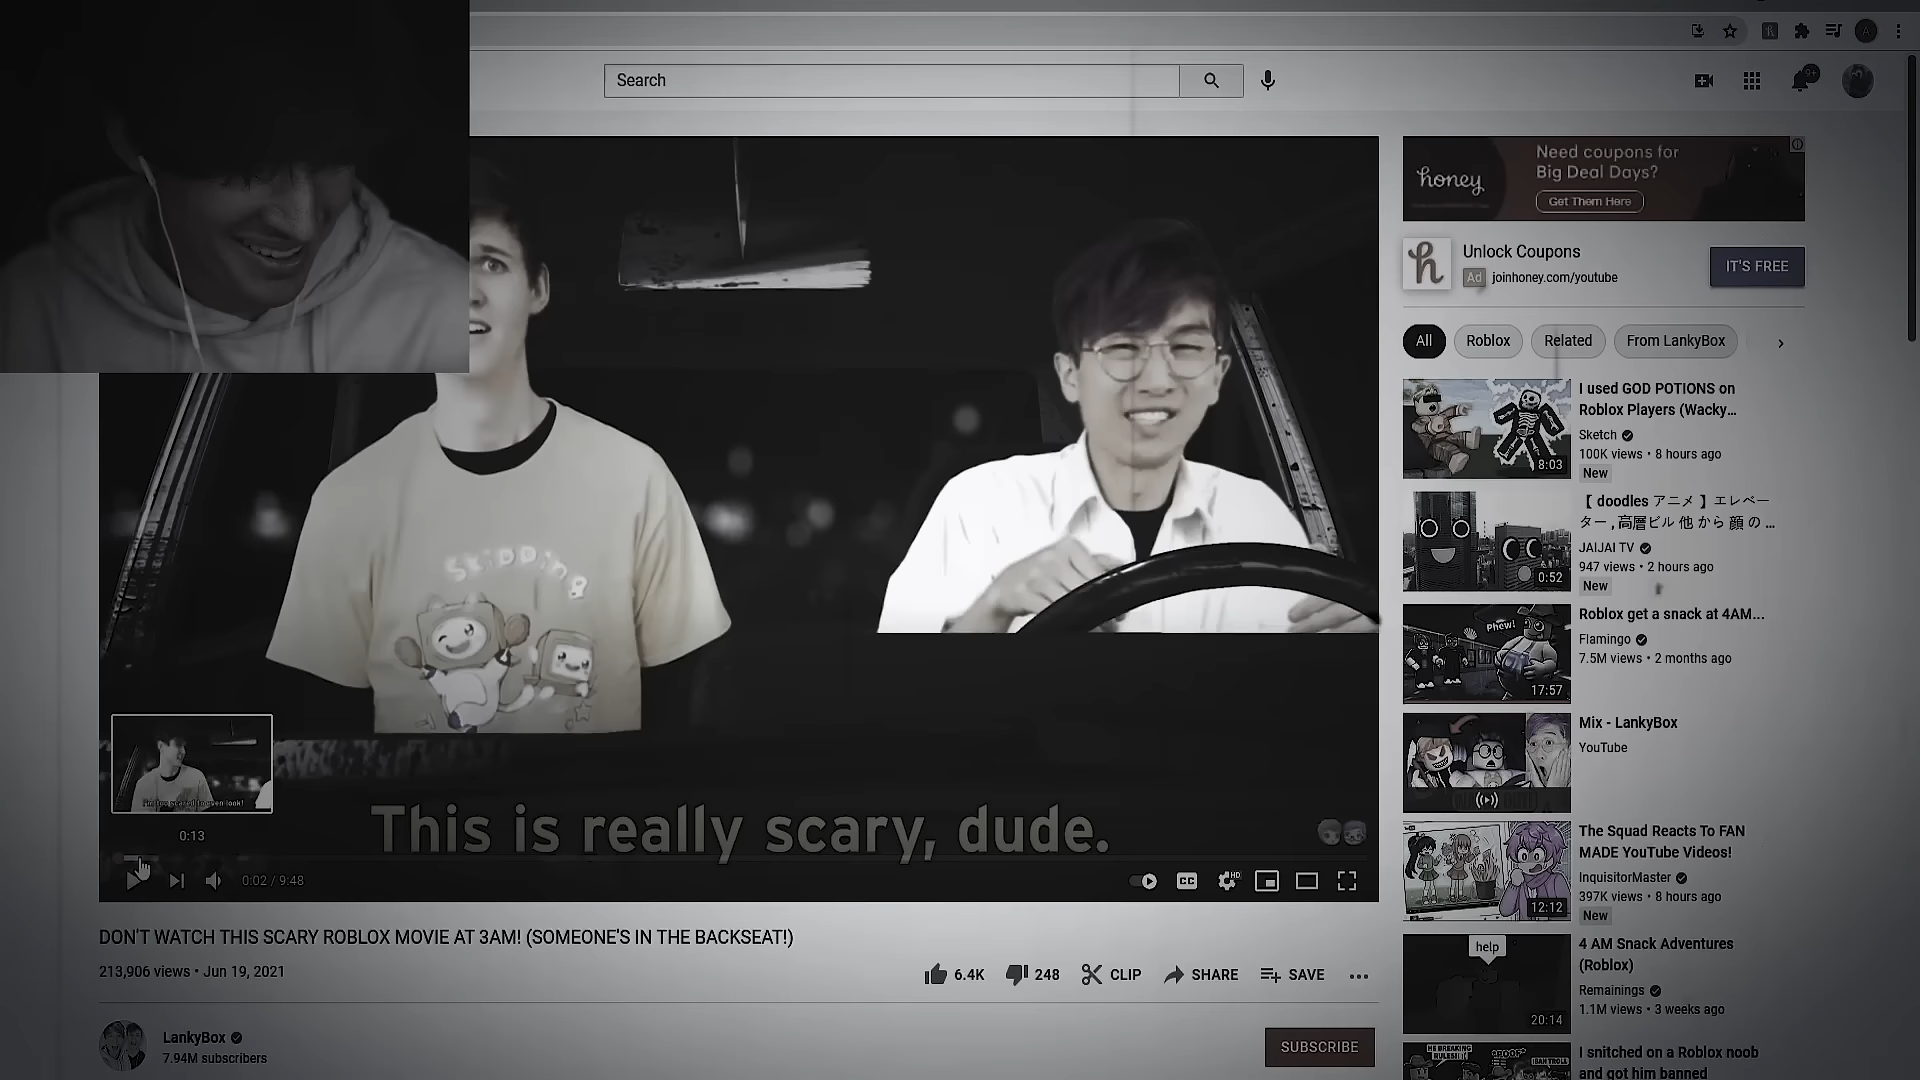 Search
Skipping
0:13
This is really scary, dude.
0:02 / 9:48
CC
HD
DON'T WATCH THIS SCARY ROBLOX MOVIE AT 3AM! (SOMEONE'S IN THE BACKSEAT!)
213,906 views • Jun 19, 2021
6.4K
248
CLIP
SHARE
SAVE
LankyBox
7.94M subscribers
SUBSCRIBE
9+
A
honey
Need coupons for
Big Deal Days?
Get Them Here
h
Unlock Coupons
Ad joinhoney.com/youtube
IT'S FREE
All
Roblox
Related
From LankyBox
8:03
I used GOD POTIONS on
Roblox Players (Wacky...
Sketch
100K views • 8 hours ago
New
0:52
【 doodles アニメ 】エレベー
ター , 高層ビル 他 から 顔 の ...
JAIJAI TV
947 views • 2 hours ago
New
Phew!
17:57
Roblox get a snack at 4AM...
Flamingo
7.5M views • 2 months ago
Mix - LankyBox
YouTube
12:12
The Squad Reacts To FAN
MADE YouTube Videos!
InquisitorMaster
397K views • 8 hours ago
New
help
20:14
4 AM Snack Adventures
(Roblox)
Remainings
1.1M views • 3 weeks ago
I snitched on a Roblox noob
and got him banned